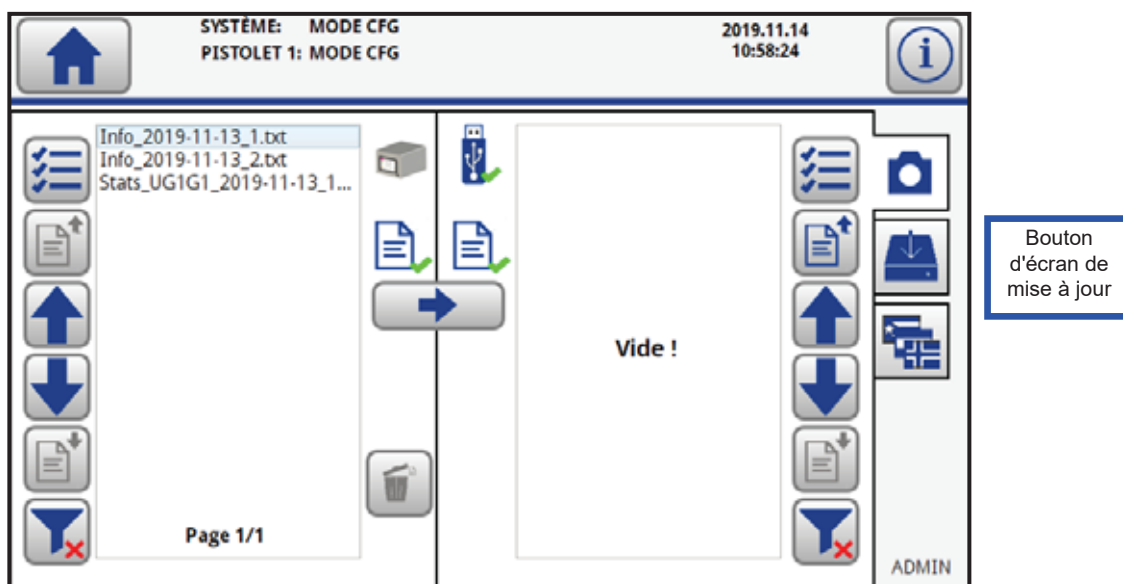 SYSTÈME: MODE CFG
PISTOLET 1: MODE CFG
2019.11.14
10:58:24
i
Info_2019-11-13_1.txt
Info_2019-11-13_2.txt
Stats_UG1G1_2019-11-13_1...
Page 1/1
Vide !
ADMIN
Bouton
d'écran de
mise à jour